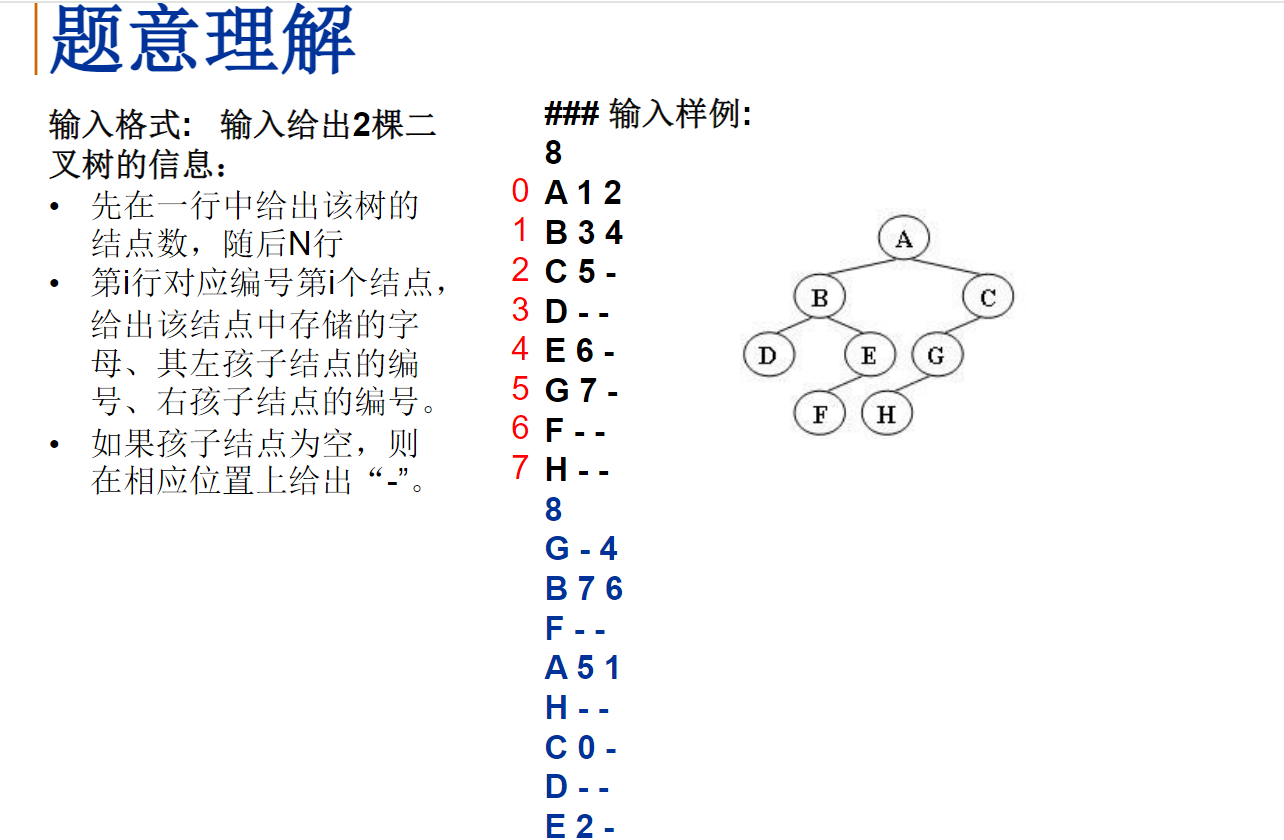 题意理解
输入格式: 输入给出2棵二
叉树的信息：
• 先在一行中给出该树的
结点数，随后N行
• 第i行对应编号第i个结点，
给出该结点中存储的字
母、其左孩子结点的编
号、右孩子结点的编号。
• 如果孩子结点为空，则
在相应位置上给出“-”。
### 输入样例:
8
0 A 1 2
1 B 3 4
2 C 5 -
3 D - -
4 E 6 -
5 G 7 -
6 F - -
7 H - -
8
G - 4
B 7 6
F - -
A 5 1
H - -
C 0 -
D - -
E 2 -
A
B C
D E G
F H